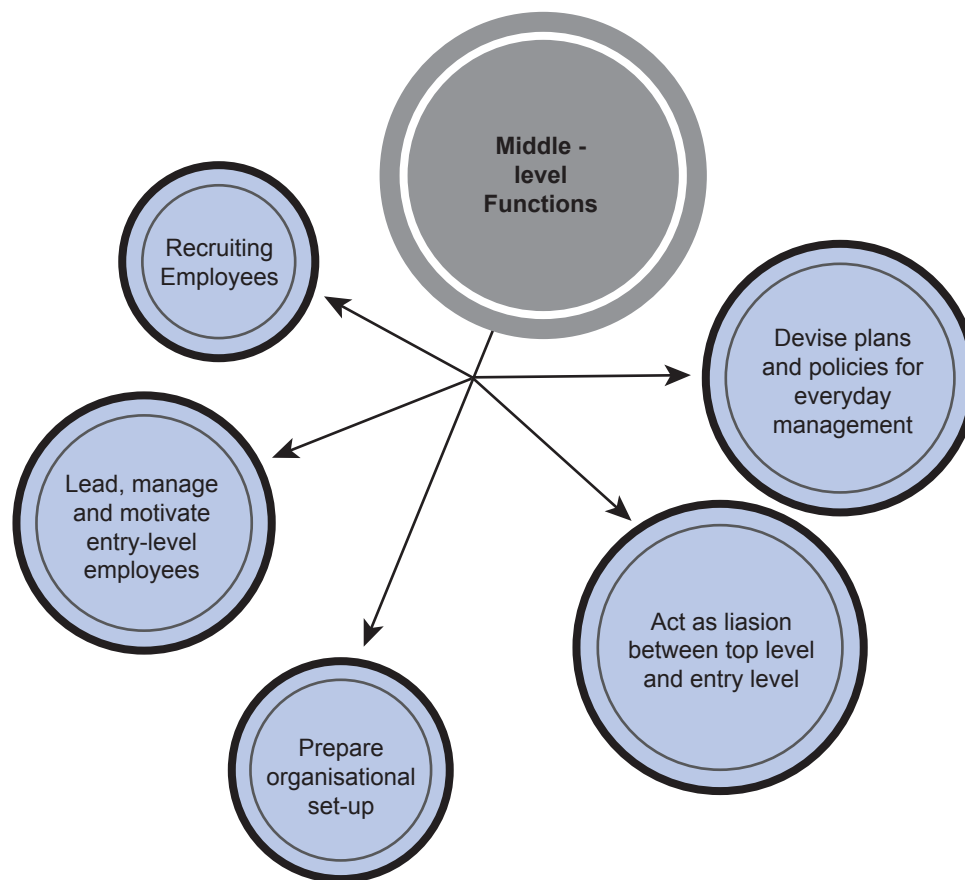 Middle -
level
Functions
Recruiting
Employees
Devise plans
and policies for
everyday
management
Lead, manage
and motivate
entry-level
employees
Act as liasion
between top level
and entry level
Prepare
organisational
set-up